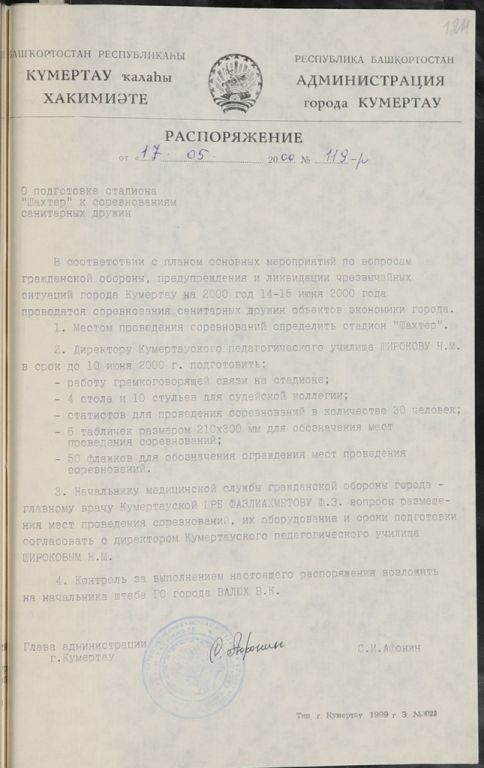 124
БАШҠОРТОСТАН РЕСПУБЛИКАҺЫ
КҮМЕРТАУ ҡалаһы
ХАКИМИӘТЕ
РЕСПУБЛИКА БАШКОРТОСТАН
АДМИНИСТРАЦИЯ
города КУМЕРТАУ
РАСПОРЯЖЕНИЕ
от «17. 05. 2000 № 119-р
О подготовке стадиона
"Шахтер" к соревнованиям
санитарных дружин
В соответствии с планом основных мероприятий по вопросам
гражданской обороны, предупреждения и ликвидации чрезвычайных
ситуаций города Кумертау на 2000 год 14-15 июня 2000 года
проводятся соревнования санитарных дружин объектов экономики города.
1. Местом проведения соревнований определить стадион "Шахтер".
2. Директору Кумертауского педагогического училища ШИРОКОВУ Н.М.
в срок до 10 июня 2000 г. подготовить:
- работу грамкоговорящей связи на стадионе;
- 4 стола и 10 стульев для судейской коллегии;
- статистов для проведения соревнований в количестве 30 человек;
- 6 табличек размером 210х300 мм для обозначения мест
проведения соревнований;
- 50 флажков для обозначения ограждения мест проведения
соревнований.
3. Начальнику медицинской службы гражданской обороны города -
главному врачу Кумертауской ЦРБ ФАЗЛИАХМЕТОВУ Ф.З. вопросы размеще-
ния мест проведения соревнований, их оборудование и сроки подготовки
согласовать с директором Кумертауского педагогического училища
ШИРОКОВЫМ Н.М.
4. Контроль за выполнением настоящего распоряжения возложить
на начальника штаба ГО города ВАЛЮХ В.К.
Глава администрации
г.Кумертау
С. Афонин
С.И.Афонин
Тип г. Кумертау 1999 г. З. №3023